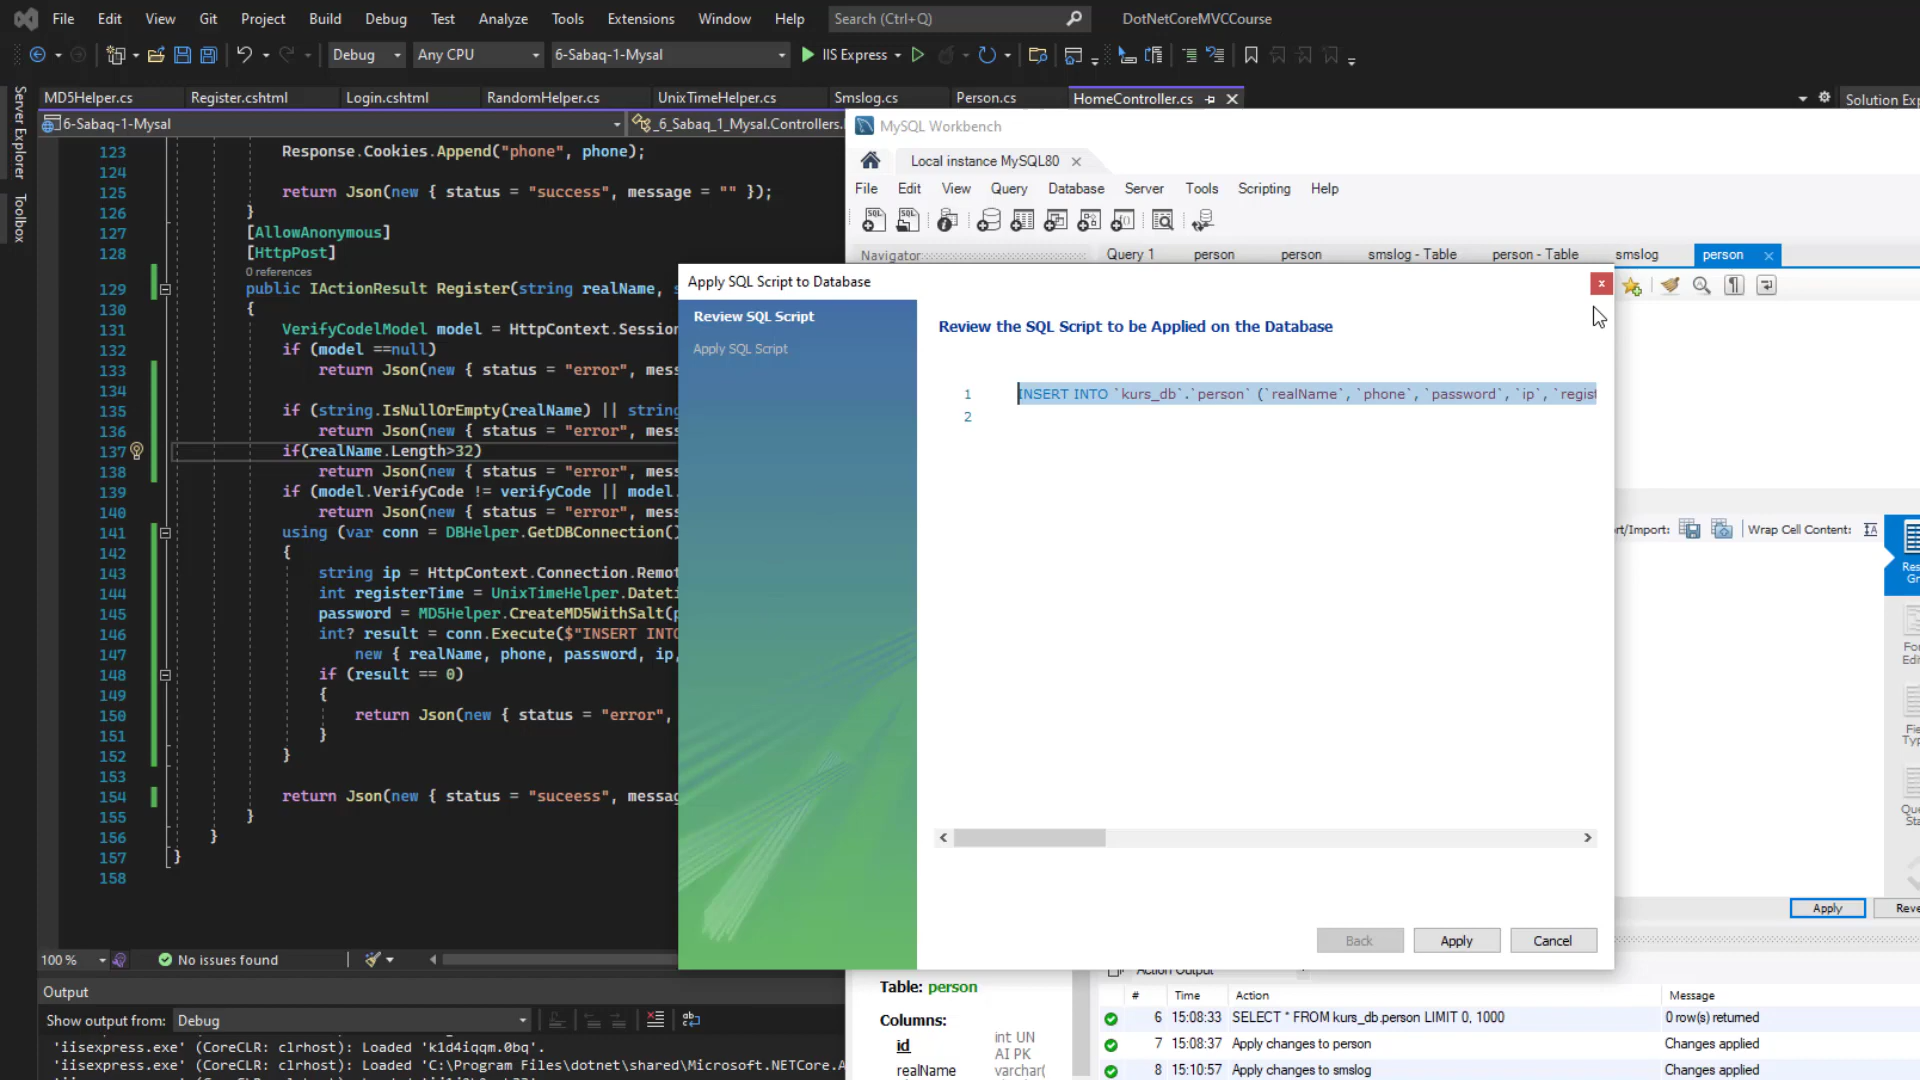 File Edit View Git Project Build Debug Test Analyze Tools Extensions Window Help Search (Ctrl+Q) DotNetCoreMVCCourse
Debug Any CPU 6-Sabaq-1-Mysal IIS Express
Server Explorer
Toolbox
MD5Helper.cs Register.cshtml Login.cshtml RandomHelper.cs UnixTimeHelper.cs Smslog.cs Person.cs HomeController.cs Solution Exp
6-Sabaq-1-Mysal _6_Sabaq_1_Mysal.Controllers.
123 Response.Cookies.Append("phone", phone);
124
125 return Json(new { status = "success", message = "" });
126 }
127 [AllowAnonymous]
128 [HttpPost]
0 references
129 public IActionResult Register(string realName, s
130 {
131 VerifyCodelModel model = HttpContext.Session
132 if (model ==null)
133 return Json(new { status = "error", mess
134
135 if (string.IsNullOrEmpty(realName) || string
136 return Json(new { status = "error", mess
137 if(realName.Length>32)
138 return Json(new { status = "error", mess
139 if (model.VerifyCode != verifyCode || model.
140 return Json(new { status = "error", mess
141 using (var conn = DBHelper.GetDBConnection()
142 {
143 string ip = HttpContext.Connection.Remot
144 int registerTime = UnixTimeHelper.Dateti
145 password = MD5Helper.CreateMD5WithSalt(p
146 int? result = conn.Execute($"INSERT INTO
147 new { realName, phone, password, ip,
148 if (result == 0)
149 {
150 return Json(new { status = "error",
151 }
152 }
153
154 return Json(new { status = "suceess", messag
155 }
156 }
157 }
158
100 % No issues found
Output
Show output from: Debug
'iisexpress.exe' (CoreCLR: clrhost): Loaded 'k1d4iqqm.0bq'.
'iisexpress.exe' (CoreCLR: clrhost): Loaded 'C:\Program Files\dotnet\shared\Microsoft.NETCore.A
MySQL Workbench
Local instance MySQL80
File Edit View Query Database Server Tools Scripting Help
Navigator
Query 1 person person smslog - Table person - Table smslog person
Apply SQL Script to Database
Review SQL Script
Apply SQL Script
Review the SQL Script to be Applied on the Database
1 INSERT INTO `kurs_db`.`person` (`realName`, `phone`, `password`, `ip`, `regist
2
Back Apply Cancel
rt/Import: Wrap Cell Content:
Apply Reve
Table: person
Columns:
id int UN
AI PK
realName varchar(
Action Output
# Time Action Message
6 15:08:33 SELECT * FROM kurs_db.person LIMIT 0, 1000 0 row(s) returned
7 15:08:37 Apply changes to person Changes applied
8 15:10:57 Apply changes to smslog Changes applied